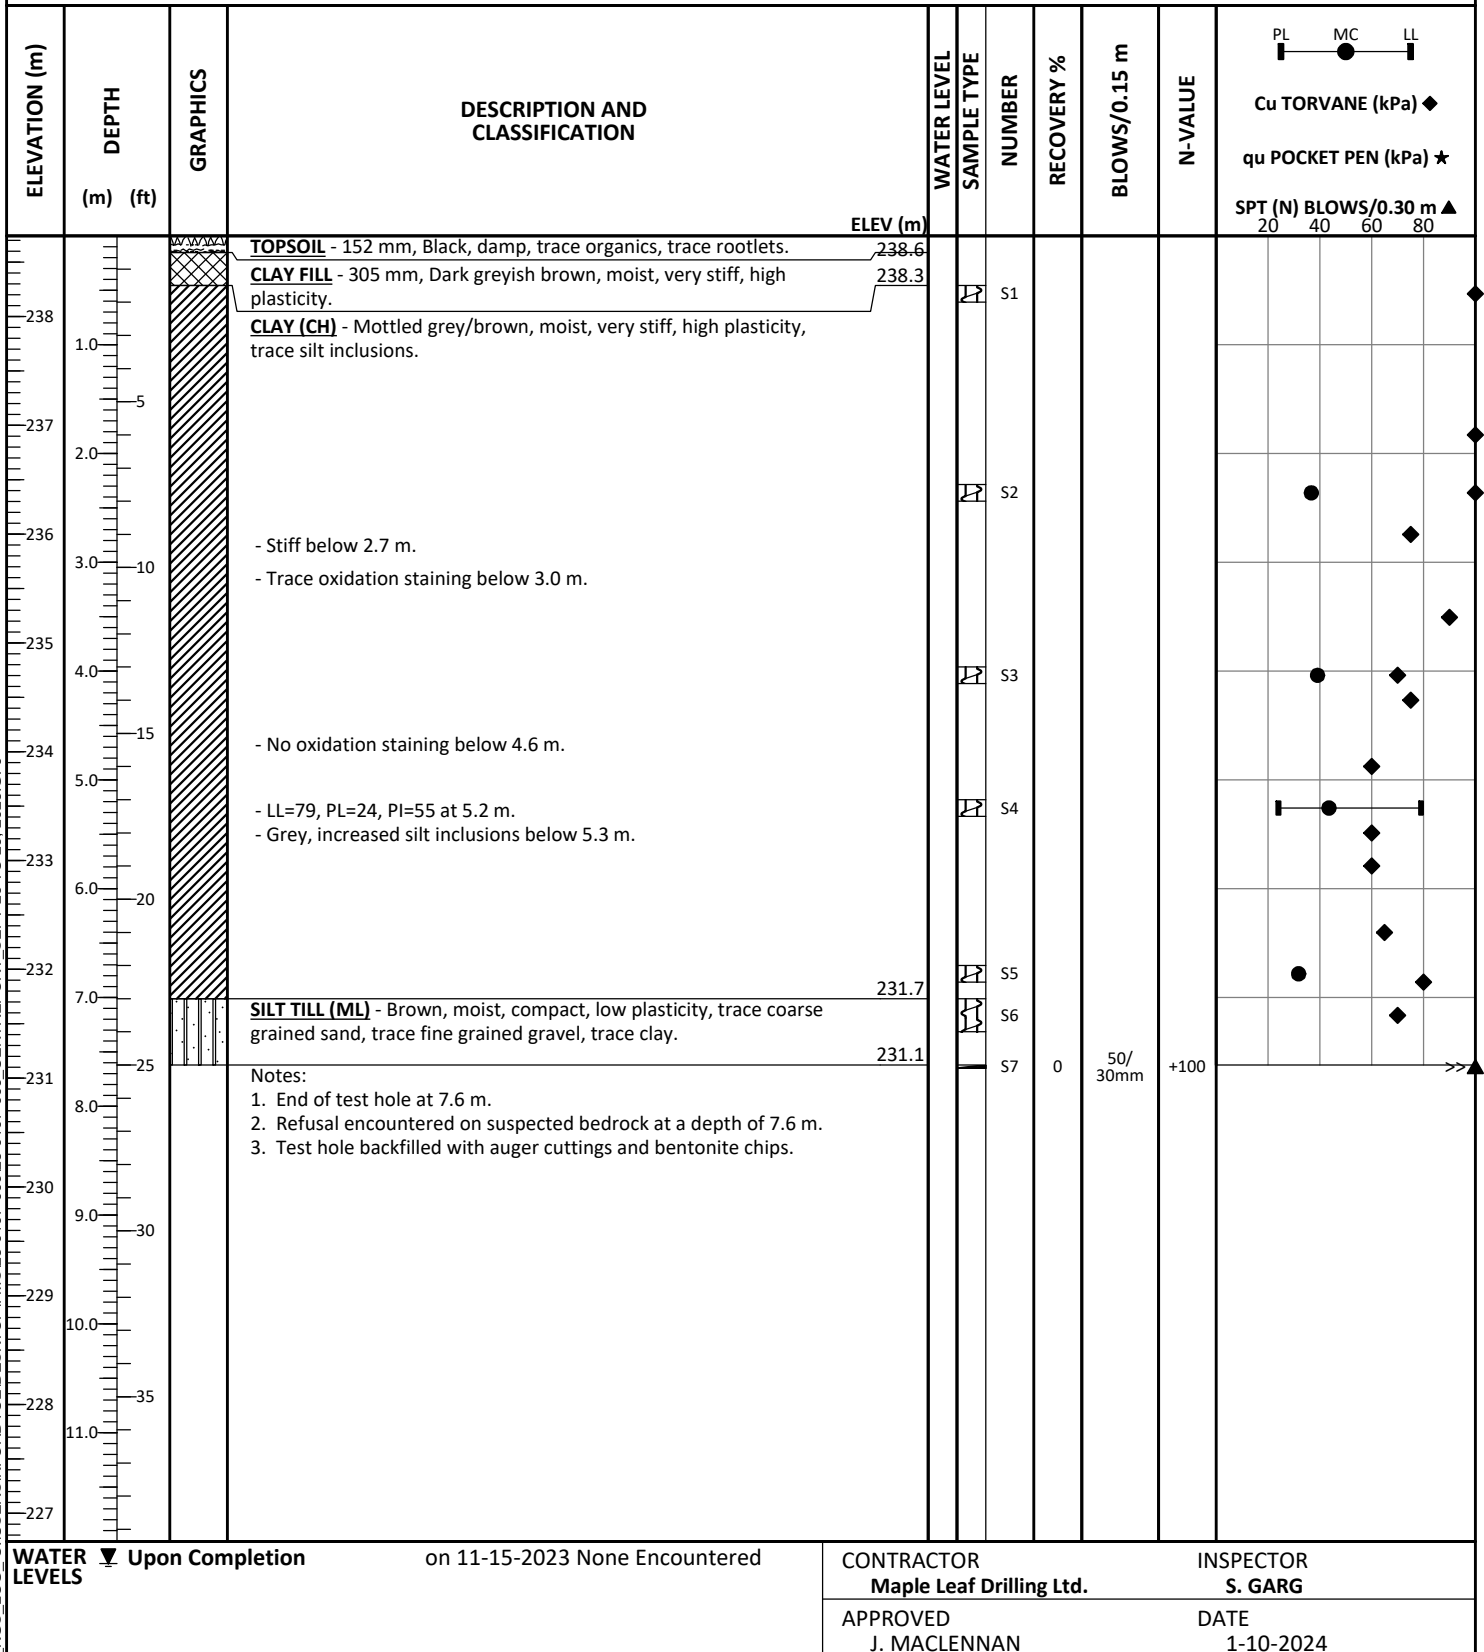 ELEVATION (m)
DEPTH
(m) (ft)
GRAPHICS
DESCRIPTION AND
CLASSIFICATION
ELEV (m)
WATER LEVEL
SAMPLE TYPE
NUMBER
RECOVERY %
BLOWS/0.15 m
N-VALUE
PL MC LL
Cu TORVANE (kPa) ◆
qu POCKET PEN (kPa) ★
SPT (N) BLOWS/0.30 m ▲
20 40 60 80
TOPSOIL - 152 mm, Black, damp, trace organics, trace rootlets. 238.6
CLAY FILL - 305 mm, Dark greyish brown, moist, very stiff, high 238.3
plasticity.
S1
238
CLAY (CH) - Mottled grey/brown, moist, very stiff, high plasticity,
1.0
trace silt inclusions.
5
237
2.0
S2
236
- Stiff below 2.7 m.
3.0 10
- Trace oxidation staining below 3.0 m.
235
4.0
S3
15
- No oxidation staining below 4.6 m.
234
5.0
- LL=79, PL=24, PI=55 at 5.2 m.
S4
- Grey, increased silt inclusions below 5.3 m.
233
6.0
20
232
S5
7.0
231.7
SILT TILL (ML) - Brown, moist, compact, low plasticity, trace coarse
S6
grained sand, trace fine grained gravel, trace clay.
231.1
25
S7 0 50/
30mm +100 >>
231
Notes:
1. End of test hole at 7.6 m.
8.0
2. Refusal encountered on suspected bedrock at a depth of 7.6 m.
3. Test hole backfilled with auger cuttings and bentonite chips.
230
9.0
30
229
10.0
35
228
11.0
227
WATER
LEVELS
Upon Completion on 11-15-2023 None Encountered
CONTRACTOR
Maple Leaf Drilling Ltd.
INSPECTOR
S. GARG
APPROVED
J. MACLENNAN
DATE
1-10-2024